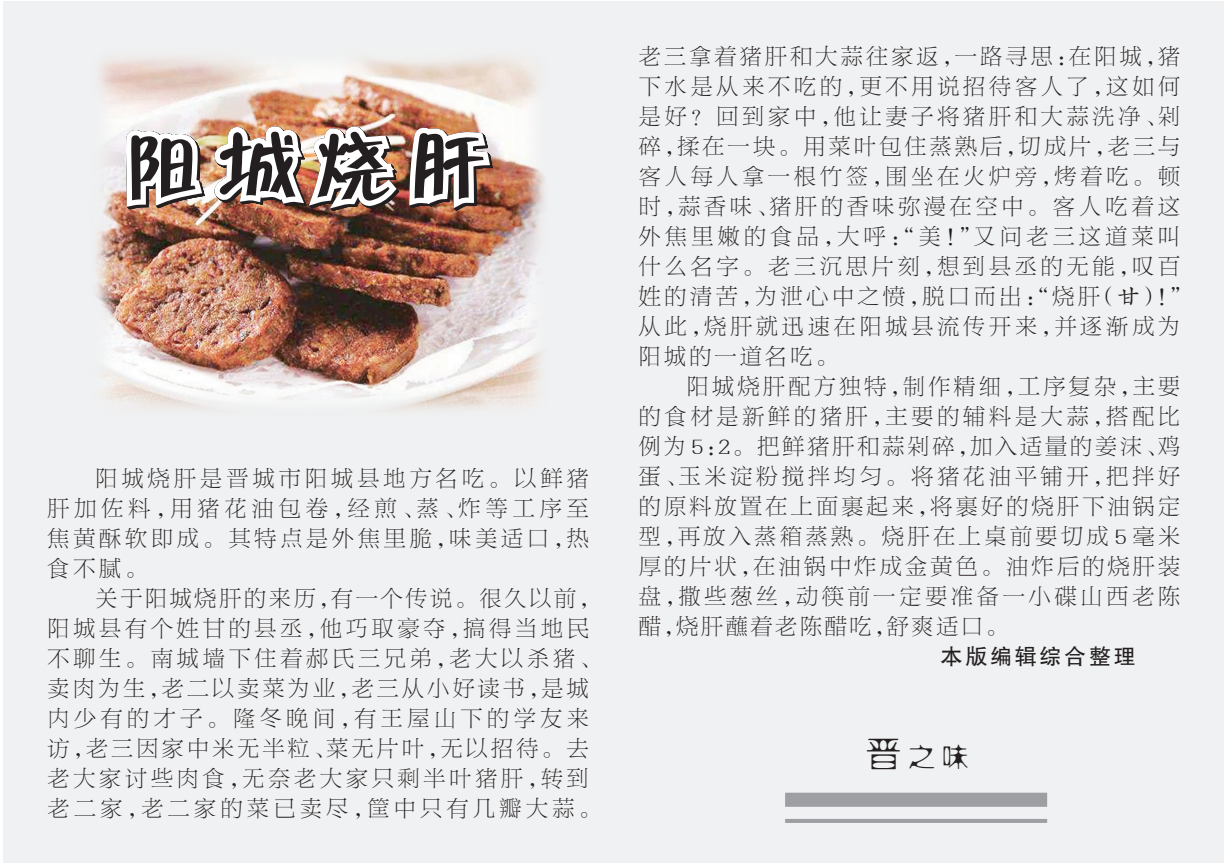 阳城烧肝
阳城烧肝是晋城市阳城县地方名吃。以鲜猪
肝加佐料，用猪花油包卷，经煎、蒸、炸等工序至
焦黄酥软即成。其特点是外焦里脆，味美适口，热
食不腻。
关于阳城烧肝的来历，有一个传说。很久以前，
阳城县有个姓甘的县丞，他巧取豪夺，搞得当地民
不聊生。南城墙下住着郝氏三兄弟，老大以杀猪、
卖肉为生，老二以卖菜为业，老三从小好读书，是城
内少有的才子。隆冬晚间，有王屋山下的学友来
访，老三因家中米无半粒、菜无片叶，无以招待。去
老大家讨些肉食，无奈老大家只剩半叶猪肝，转到
老二家，老二家的菜已卖尽，筐中只有几瓣大蒜。
老三拿着猪肝和大蒜往家返，一路寻思：在阳城，猪
下水是从来不吃的，更不用说招待客人了，这如何
是好？回到家中，他让妻子将猪肝和大蒜洗净、剁
碎，揉在一块。用菜叶包住蒸熟后，切成片，老三与
客人每人拿一根竹签，围坐在火炉旁，烤着吃。顿
时，蒜香味、猪肝的香味弥漫在空中。客人吃着这
外焦里嫩的食品，大呼：“美！”又问老三这道菜叫
什么名字。老三沉思片刻，想到县丞的无能，叹百
姓的清苦，为泄心中之愤，脱口而出：“烧肝（甘）！”
从此，烧肝就迅速在阳城县流传开来，并逐渐成为
阳城的一道名吃。
阳城烧肝配方独特，制作精细，工序复杂，主要
的食材是新鲜的猪肝，主要的辅料是大蒜，搭配比
例为5:2。把鲜猪肝和蒜剁碎，加入适量的姜沫、鸡
蛋、玉米淀粉搅拌均匀。将猪花油平铺开，把拌好
的原料放置在上面裹起来，将裹好的烧肝下油锅定
型，再放入蒸箱蒸熟。烧肝在上桌前要切成5毫米
厚的片状，在油锅中炸成金黄色。油炸后的烧肝装
盘，撒些葱丝，动筷前一定要准备一小碟山西老陈
醋，烧肝蘸着老陈醋吃，舒爽适口。
本版编辑综合整理
晋之味